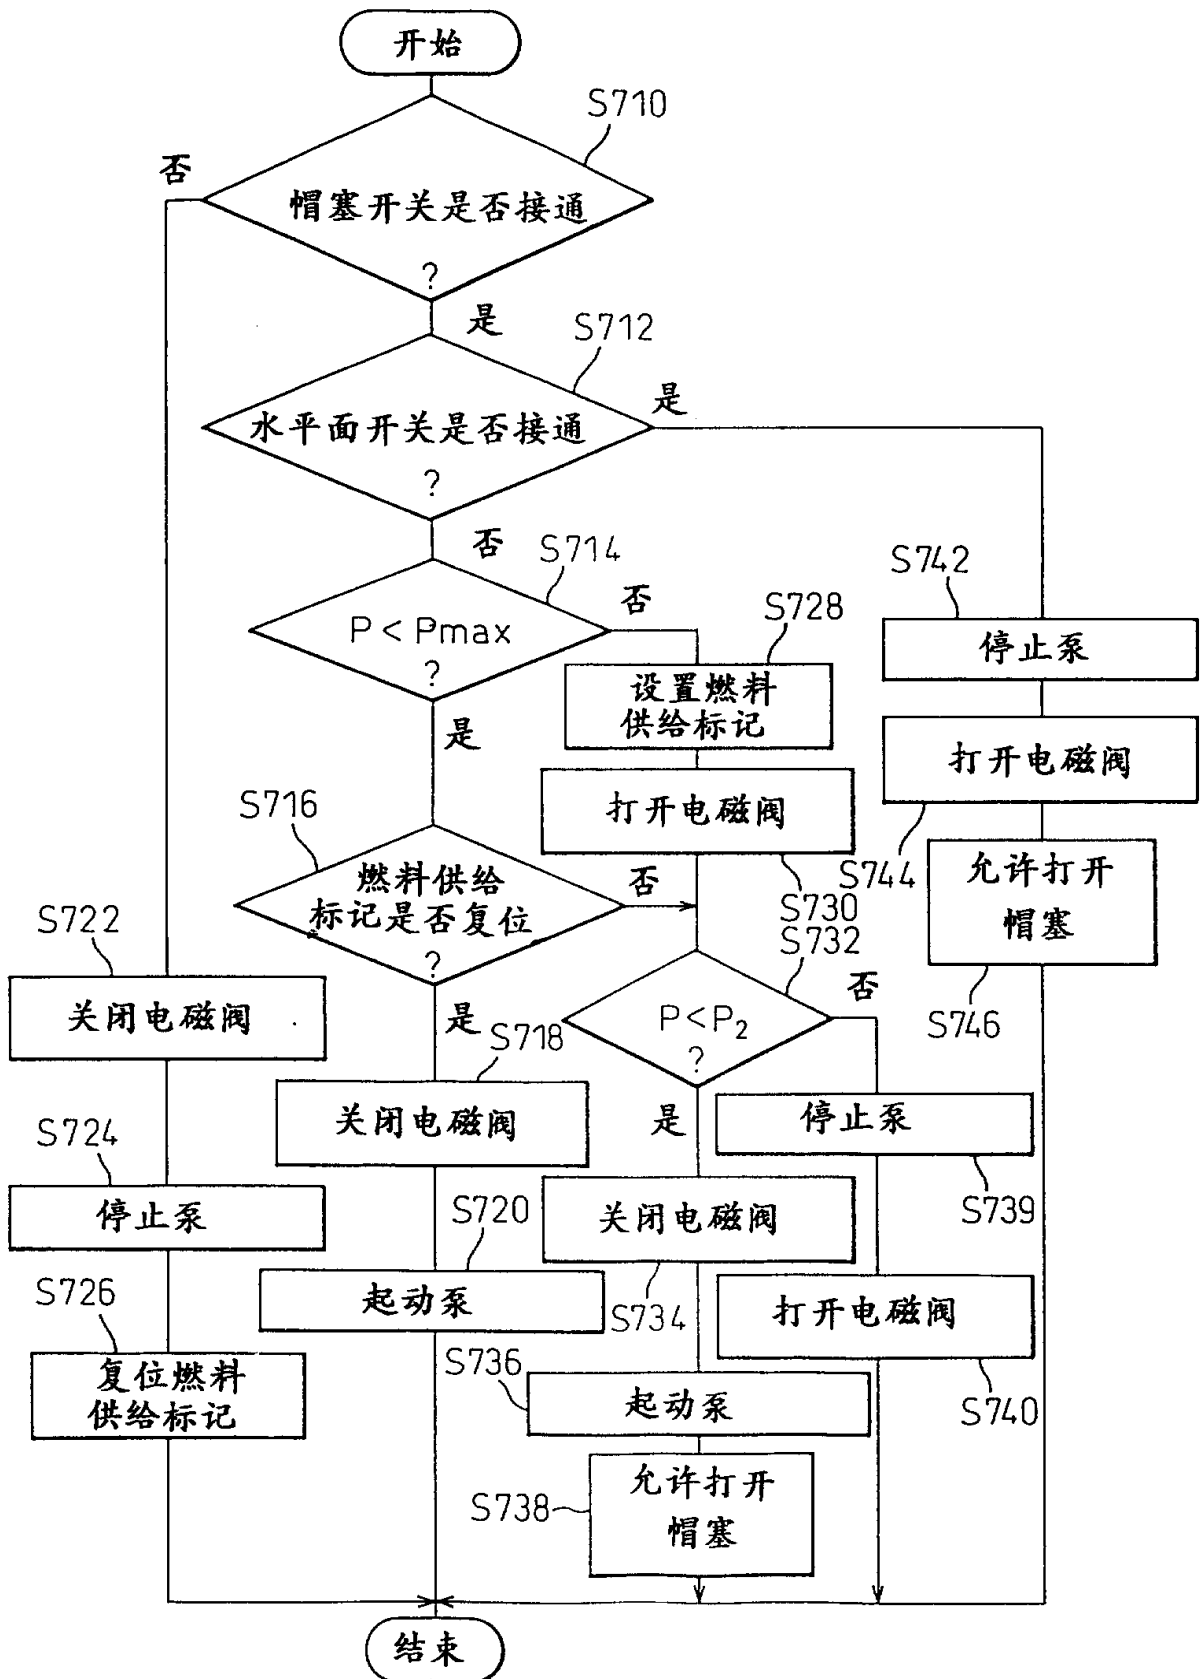 开始
S710
否
帽塞开关是否接通
?
是
S712
水平面开关是否接通
是
?
否
S714
P < Pmax
否
?
S728
设置燃料
供给标记
S742
停止泵
是
打开电磁阀
S730
打开电磁阀
S744
S716
燃料供给
标记是否复位
否
?
允许打开
帽塞
S746
S732
P<P2
否
?
S722
关闭电磁阀
是
S718
关闭电磁阀
是
停止泵
S739
S724
停止泵
S720
起动泵
关闭电磁阀
S734
打开电磁阀
S740
S726
复位燃料
供给标记
S736
起动泵
S738
允许打开
帽塞
结束